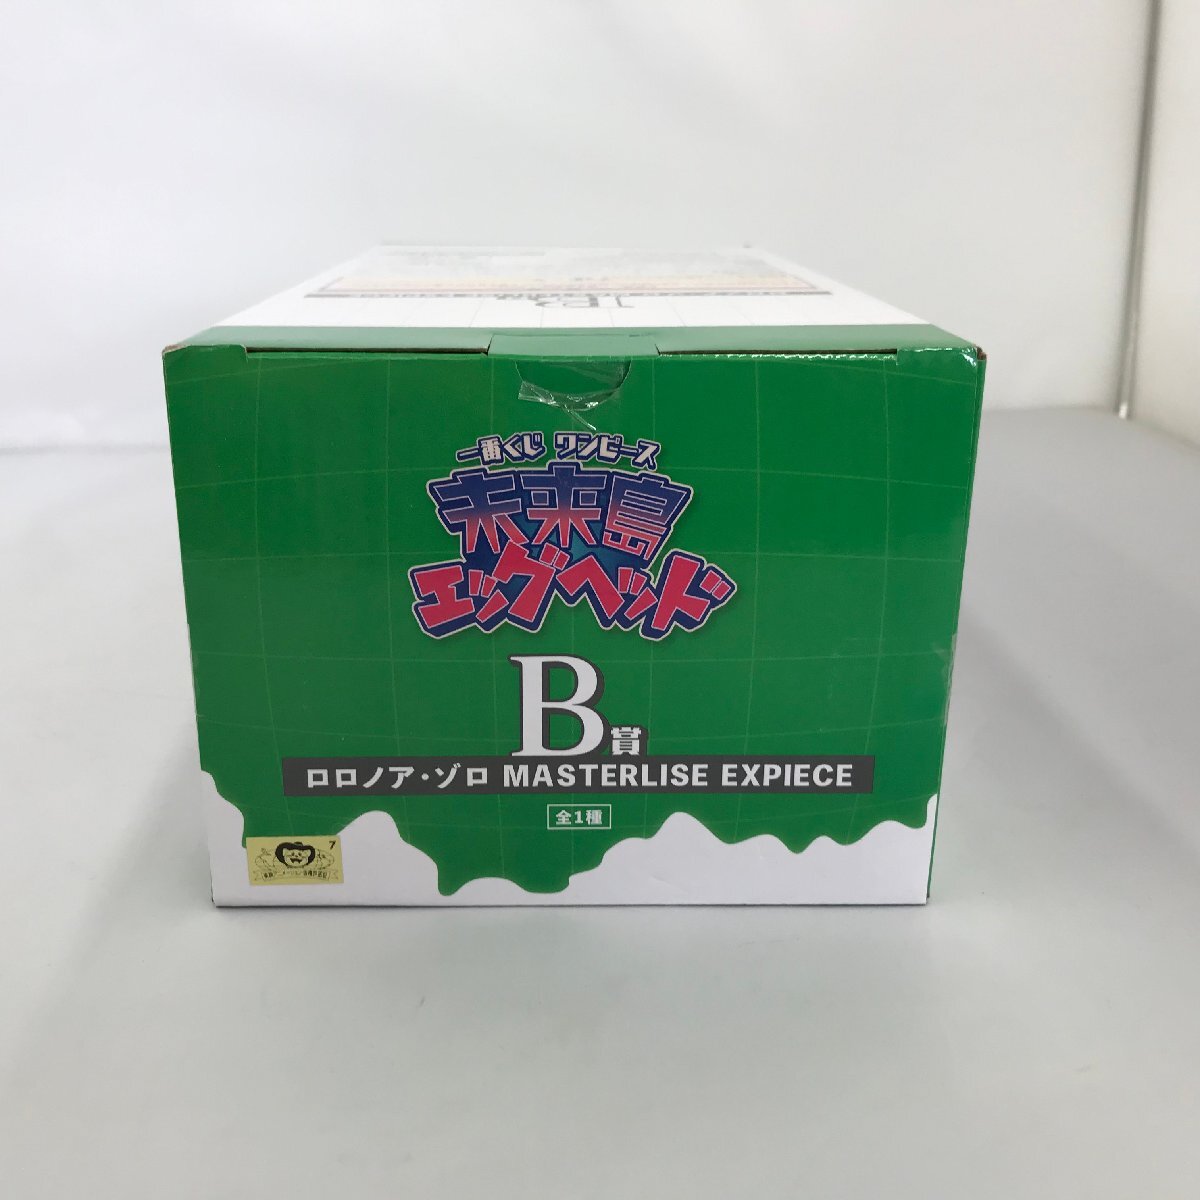 一番くじ ワンピース
未来島
エッグヘッド
B賞
ロロノア・ゾロ MASTERLISE EXPIECE
全1種
7